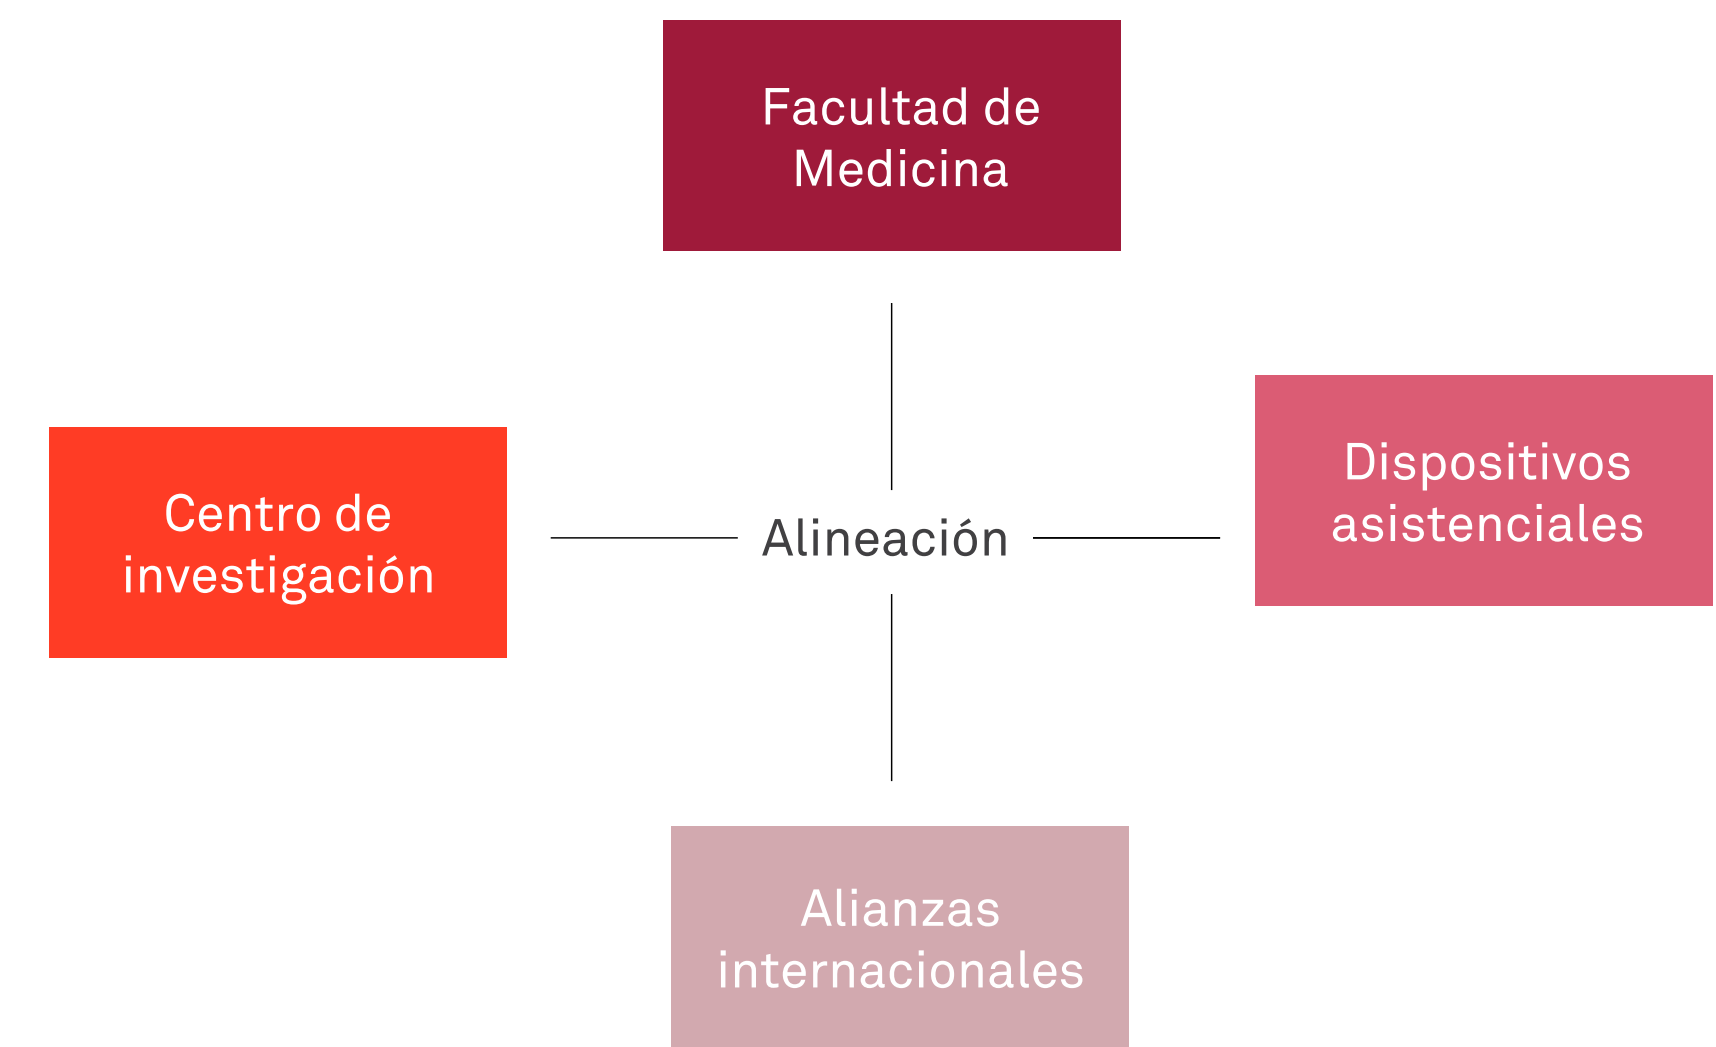 Facultad de
Medicina
Centro de
investigación
Alineación
Dispositivos
asistenciales
Alianzas
internacionales